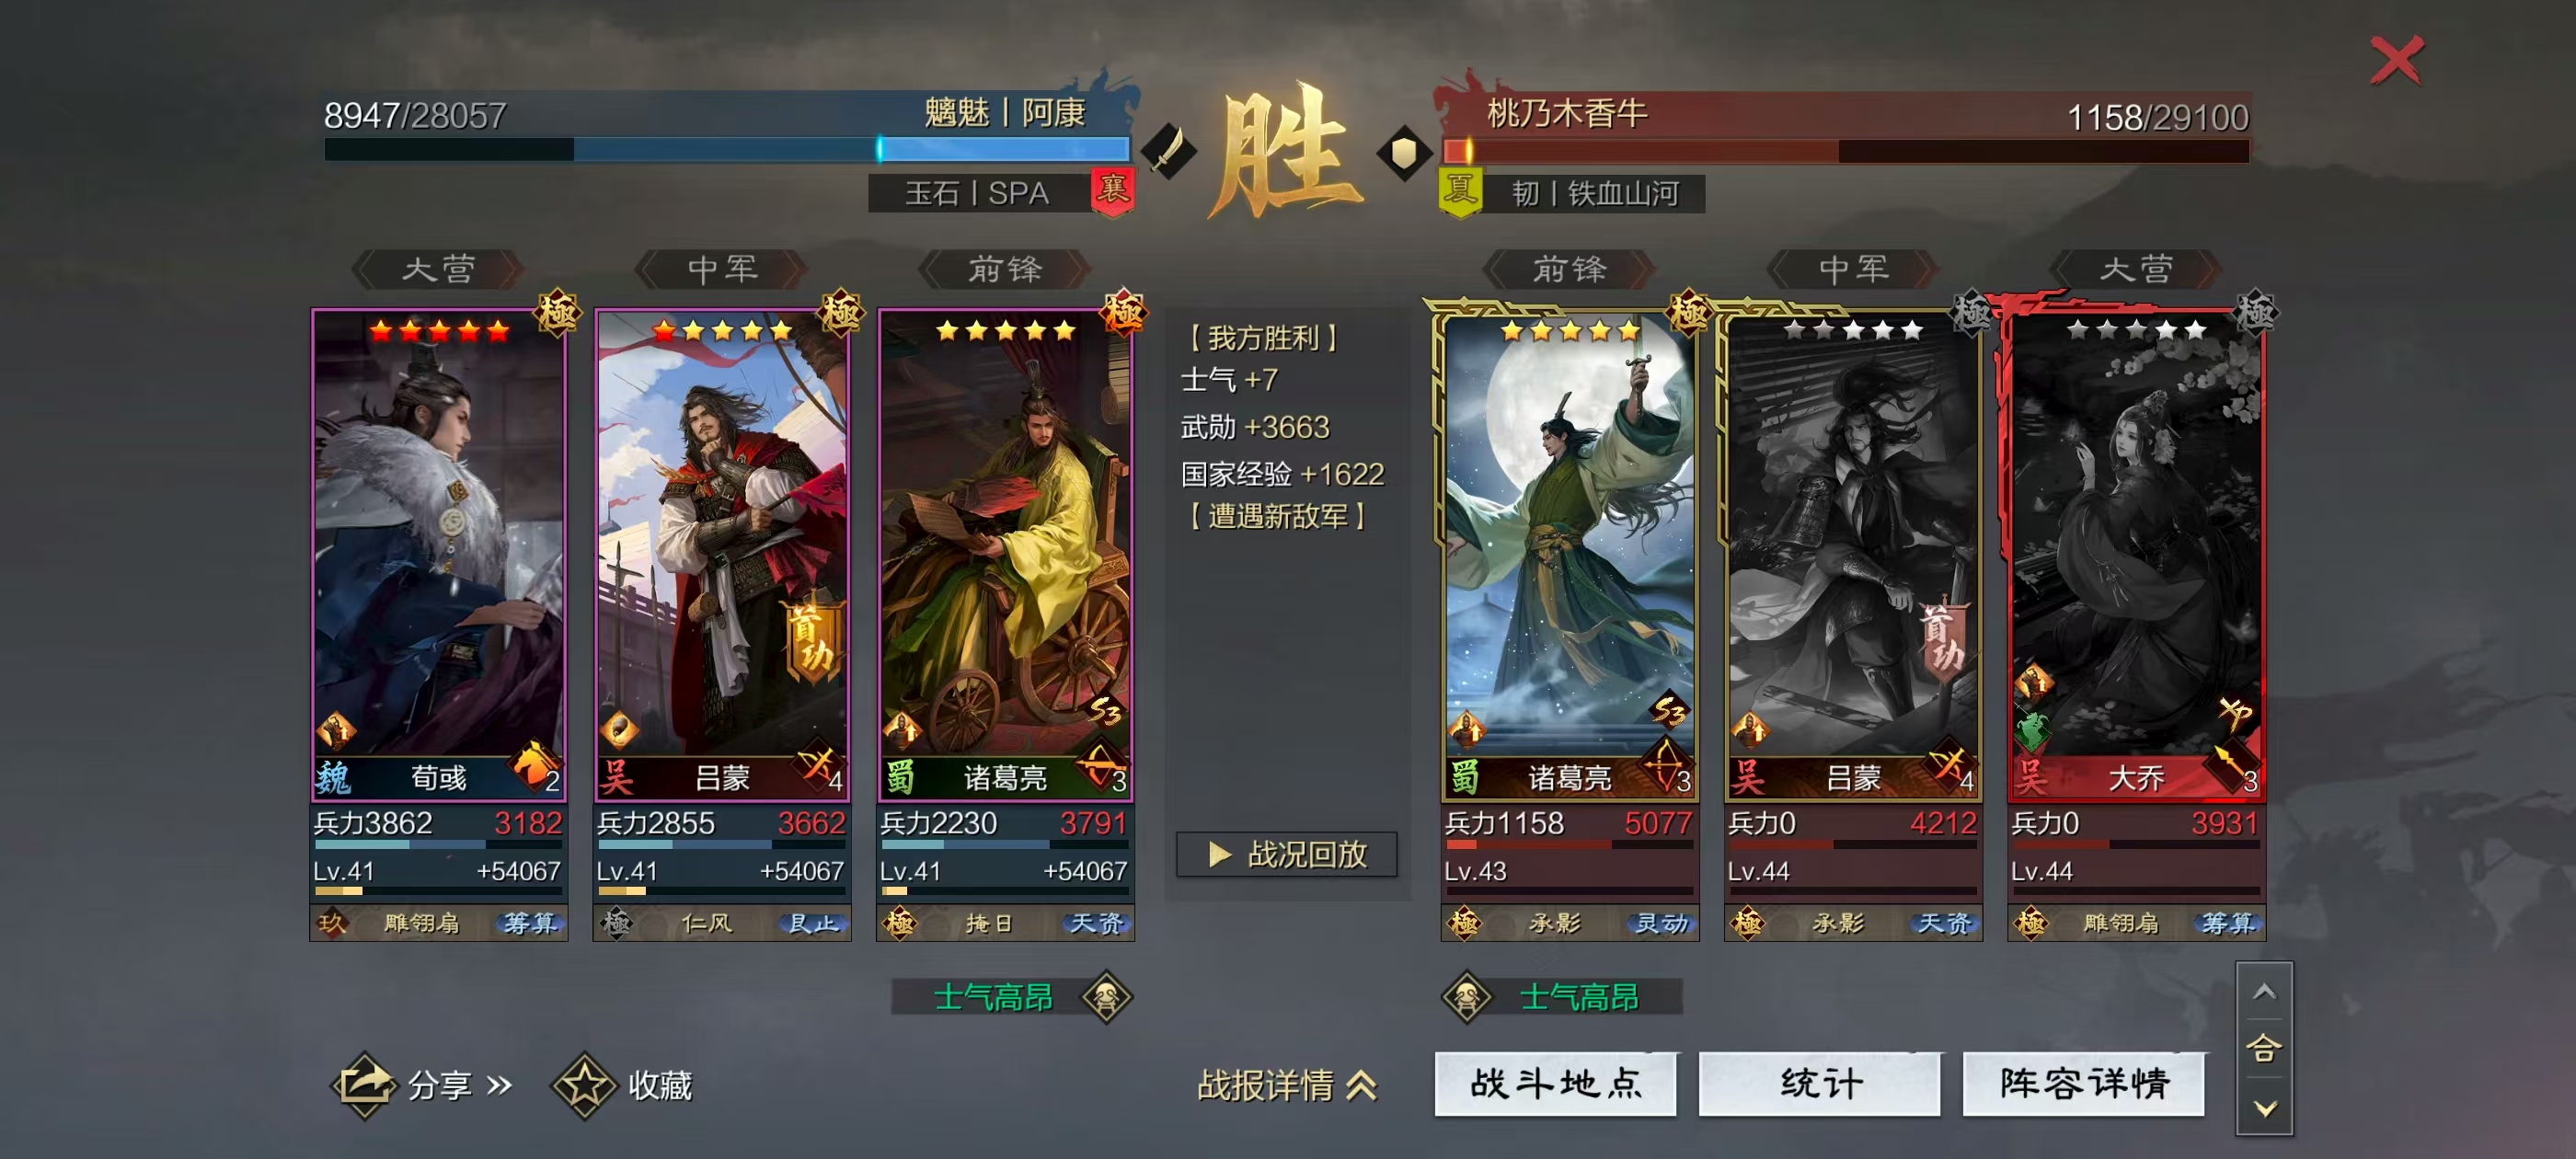 8947/28057
魑魅丨阿康
胜
桃乃木香牛
1158/29100
玉石丨SPA
襄
夏
韧丨铁血山河
大营
中军
前锋
前锋
中军
大营
極
極
極
極
極
極
【我方胜利】
士气 +7
武勋 +3663
国家经验 +1622
【遭遇新敌军】
首功
首功
S3
S3
XP
魏 荀彧 2
吴 吕蒙 4
蜀 诸葛亮 3
蜀 诸葛亮 3
吴 吕蒙 4
吴 大乔 3
兵力3862 3182
兵力2855 3662
兵力2230 3791
兵力1158 5077
兵力0 4212
兵力0 3931
战况回放
Lv.41 +54067
Lv.41 +54067
Lv.41 +54067
Lv.43
Lv.44
Lv.44
玖 雕翎扇 筹算
極 仁风 艮止
極 掩日 天资
極 承影 灵动
極 承影 天资
極 雕翎扇 筹算
士气高昂
士气高昂
合
分享
收藏
战报详情
战斗地点
统计
阵容详情